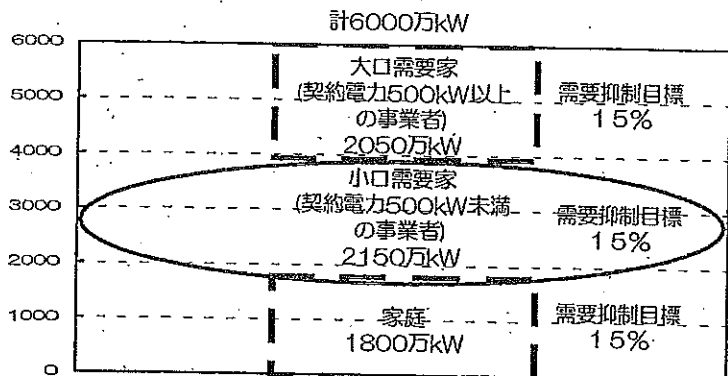 計6000万kW
6000
5000
4000
3000
2000
1000
0
大口需要家
(契約電力500kW以上
の事業者)
2050万kW
需要抑制目標
15%
小口需要家
(契約電力500kW未満
の事業者)
2150万kW
需要抑制目標
15%
家庭
1800万kW
需要抑制目標
15%